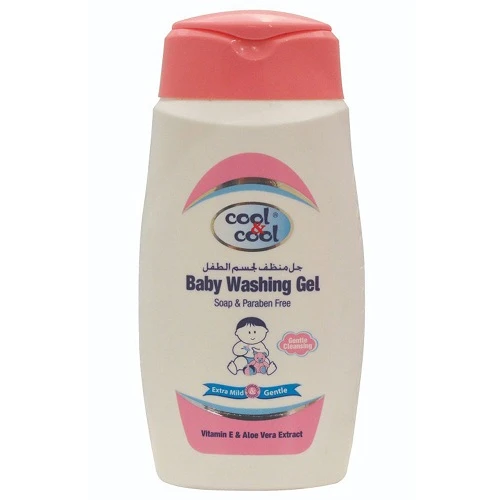 cool®
& cool
جل منظف لجسم الطفل
Baby Washing Gel
Soap & Paraben Free
Gentle
Cleansing
Extra Mild & Gentle
Vitamin E & Aloe Vera Extract